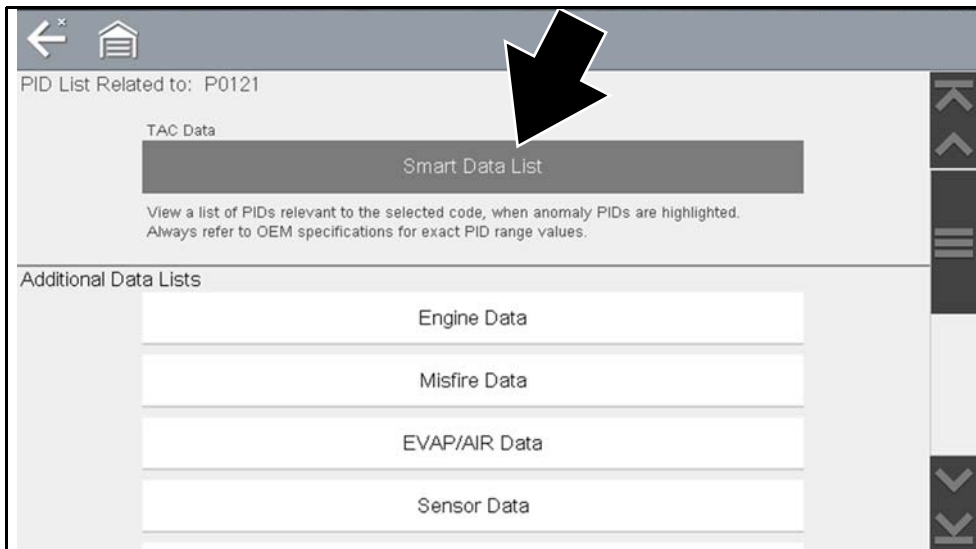 PID List Related to: P0121
TAC Data
Smart Data List
View a list of PIDs relevant to the selected code, when anomaly PIDs are highlighted.
Always refer to OEM specifications for exact PID range values.
Additional Data Lists
Engine Data
Misfire Data
EVAP/AIR Data
Sensor Data